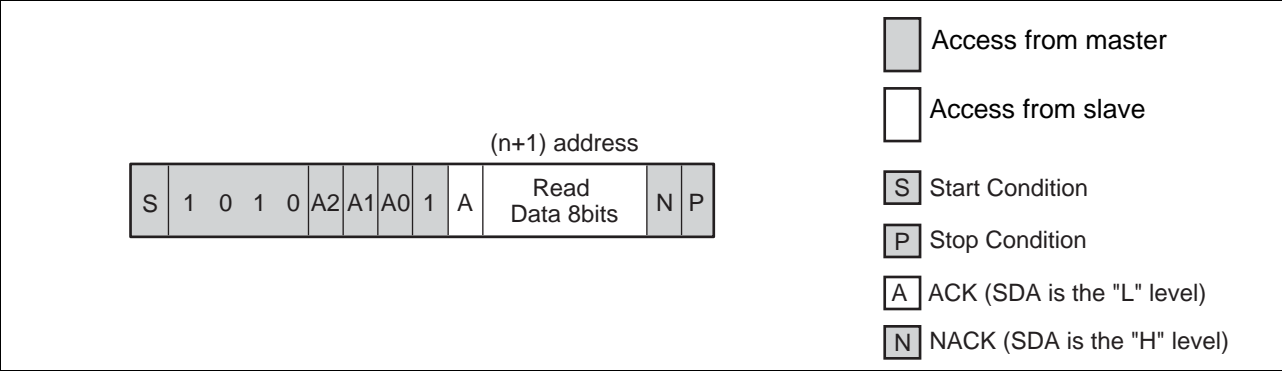 Access from master
Access from slave
(n+1) address
S 1 0 1 0 A2 A1 A0 1 A Read Data 8bits N P
S Start Condition
P Stop Condition
A ACK (SDA is the "L" level)
N NACK (SDA is the "H" level)